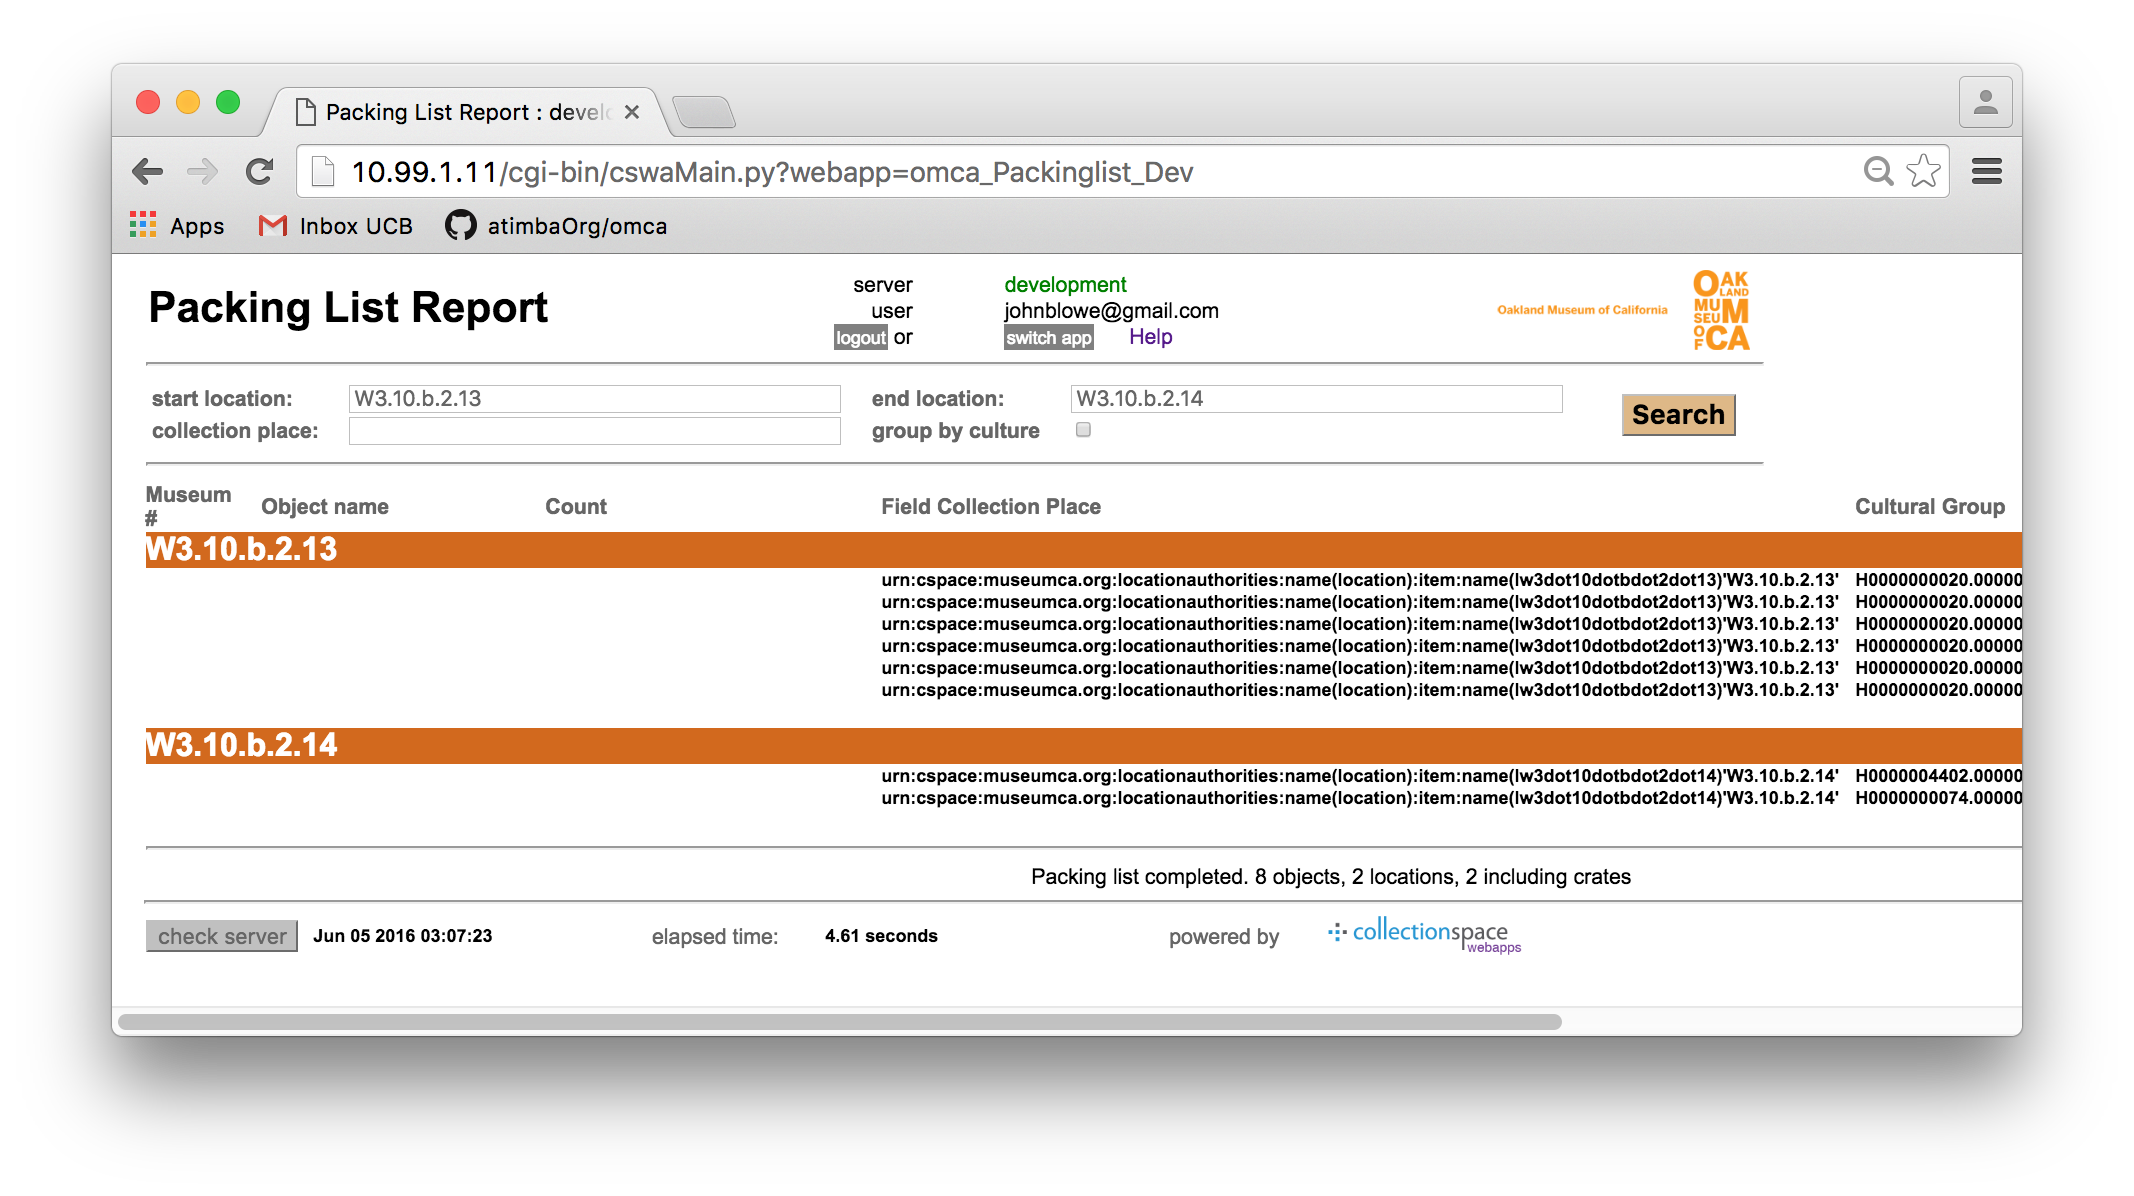 Packing List Report : develo
10.99.1.11/cgi-bin/cswaMain.py?webapp=omca_Packinglist_Dev
Apps Inbox UCB atimbaOrg/omca
Packing List Report
server development
user johnblowe@gmail.com
logout or switch app Help
Oakland Museum of California
OAK
LAND
MU
SEUM
OF CA
start location: W3.10.b.2.13 end location: W3.10.b.2.14
collection place: group by culture
Search
Museum # Object name Count Field Collection Place Cultural Group
W3.10.b.2.13
urn:cspace:museumca.org:locationauthorities:name(location):item:name(lw3dot10dotbdot2dot13)'W3.10.b.2.13' H0000000020.00000
urn:cspace:museumca.org:locationauthorities:name(location):item:name(lw3dot10dotbdot2dot13)'W3.10.b.2.13' H0000000020.00000
urn:cspace:museumca.org:locationauthorities:name(location):item:name(lw3dot10dotbdot2dot13)'W3.10.b.2.13' H0000000020.00000
urn:cspace:museumca.org:locationauthorities:name(location):item:name(lw3dot10dotbdot2dot13)'W3.10.b.2.13' H0000000020.00000
urn:cspace:museumca.org:locationauthorities:name(location):item:name(lw3dot10dotbdot2dot13)'W3.10.b.2.13' H0000000020.00000
urn:cspace:museumca.org:locationauthorities:name(location):item:name(lw3dot10dotbdot2dot13)'W3.10.b.2.13' H0000000020.00000
W3.10.b.2.14
urn:cspace:museumca.org:locationauthorities:name(location):item:name(lw3dot10dotbdot2dot14)'W3.10.b.2.14' H0000004402.00000
urn:cspace:museumca.org:locationauthorities:name(location):item:name(lw3dot10dotbdot2dot14)'W3.10.b.2.14' H0000000074.00000
Packing list completed. 8 objects, 2 locations, 2 including crates
check server Jun 05 2016 03:07:23 elapsed time: 4.61 seconds powered by collectionspace
webapps